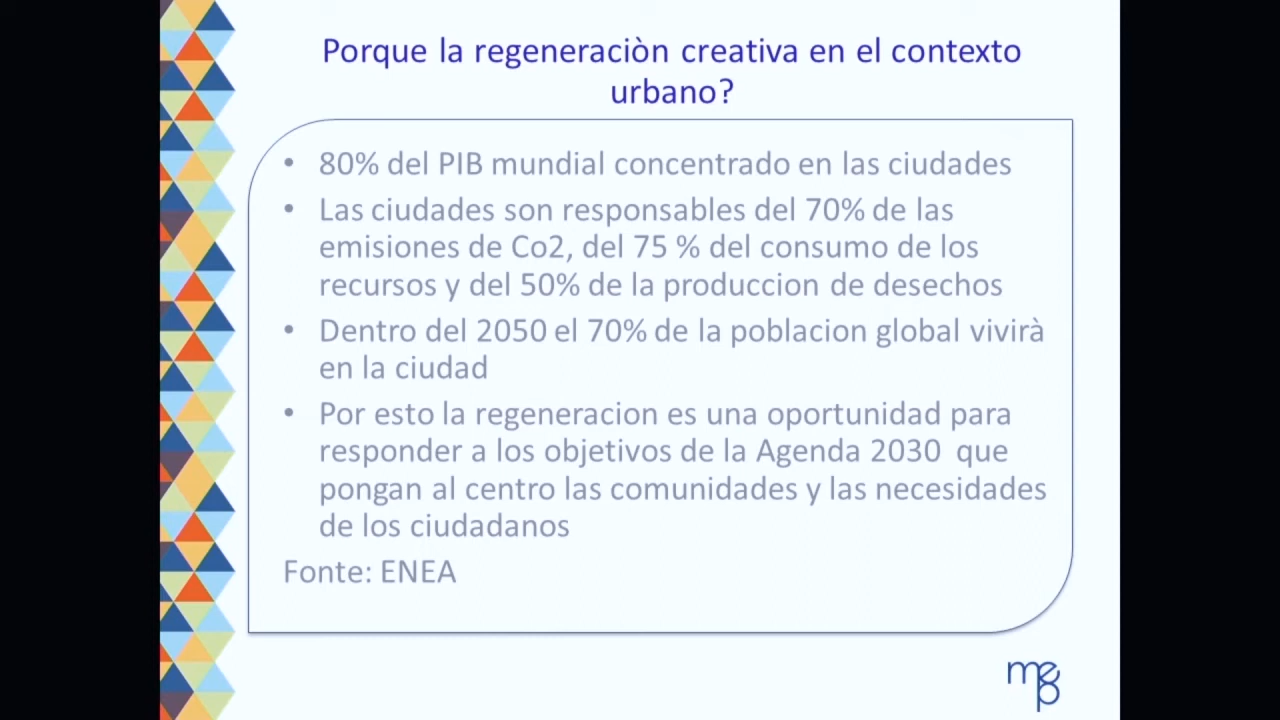 Porque la regeneraciòn creativa en el contexto
urbano?
• 80% del PIB mundial concentrado en las ciudades
• Las ciudades son responsables del 70% de las
emisiones de Co2, del 75 % del consumo de los
recursos y del 50% de la produccion de desechos
• Dentro del 2050 el 70% de la poblacion global vivirà
en la ciudad
• Por esto la regeneracion es una oportunidad para
responder a los objetivos de la Agenda 2030 que
pongan al centro las comunidades y las necesidades
de los ciudadanos
Fonte: ENEA
mep